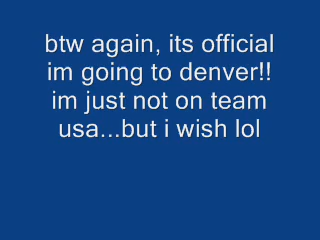 btw again, its official
im going to denver!!
im just not on team
usa...but i wish lol